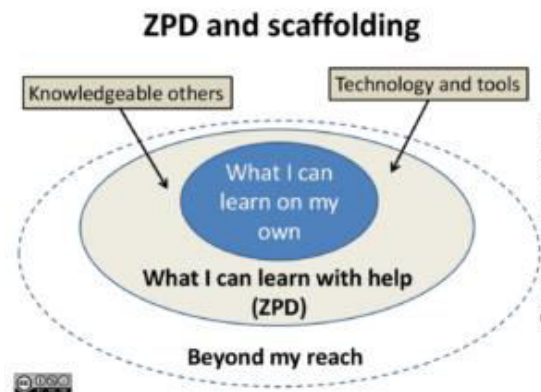 ZPD and scaffolding
Knowledgeable others
Technology and tools
What I can
learn on my
own
What I can learn with help
(ZPD)
Beyond my reach